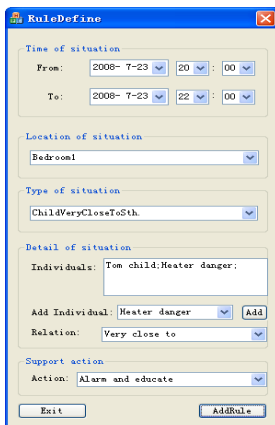 RuleDefine
Time of situation
From: 2008- 7-23 20 : 00
To: 2008- 7-23 22 : 00
Location of situation
Bedroom1
Type of situation
ChildVeryCloseToSth.
Detail of situation
Individuals: Tom child;Heater danger;
Add Individual: Heater danger Add
Relation: Very close to
Support action
Action: Alarm and educate
Exit AddRule